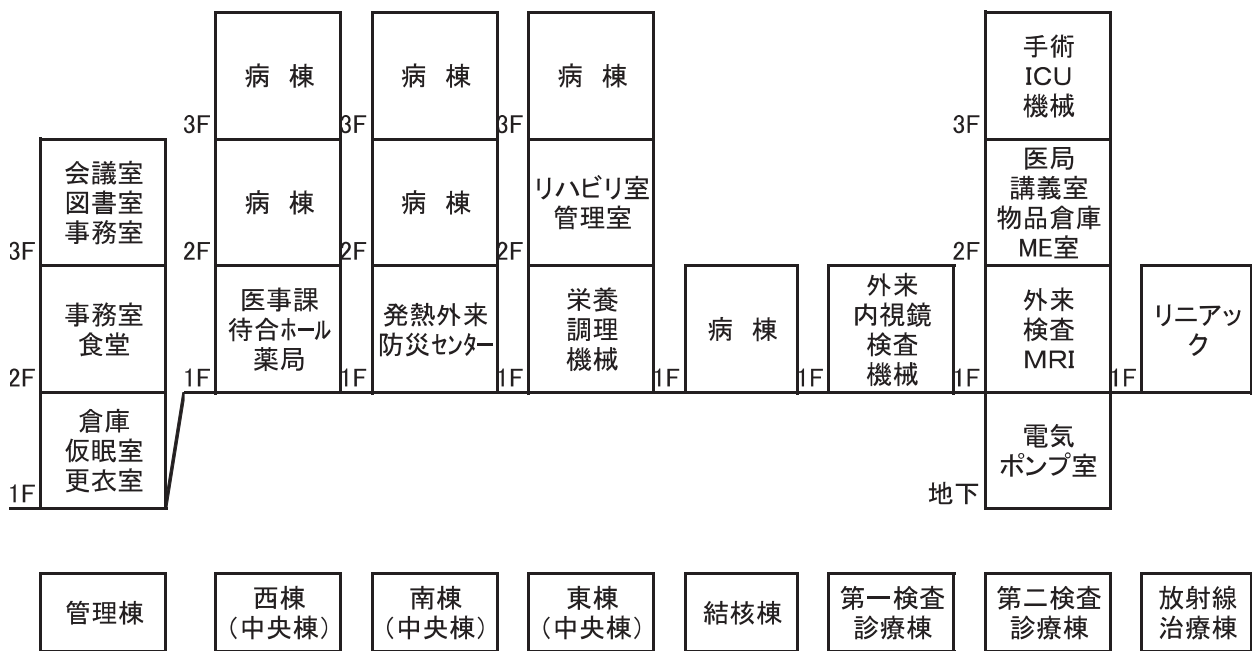 病 棟
3F
病 棟
3F
病 棟
3F
手術
ICU
機械
3F
会議室
図書室
事務室
3F
病 棟
2F
病 棟
2F
リハビリ室
管理室
2F
医局
講義室
物品倉庫
ME室
2F
事務室
食堂
2F
医事課
待合ホール
薬局
1F
発熱外来
防災センター
1F
栄養
調理
機械
1F
病 棟
1F
外来
内視鏡
検査
機械
1F
外来
検査
MRI
1F
リニアッ
ク
1F
倉庫
仮眠室
更衣室
1F
電気
ポンプ室
地下
管理棟
西棟
（中央棟）
南棟
（中央棟）
東棟
（中央棟）
結核棟
第一検査
診療棟
第二検査
診療棟
放射線
治療棟